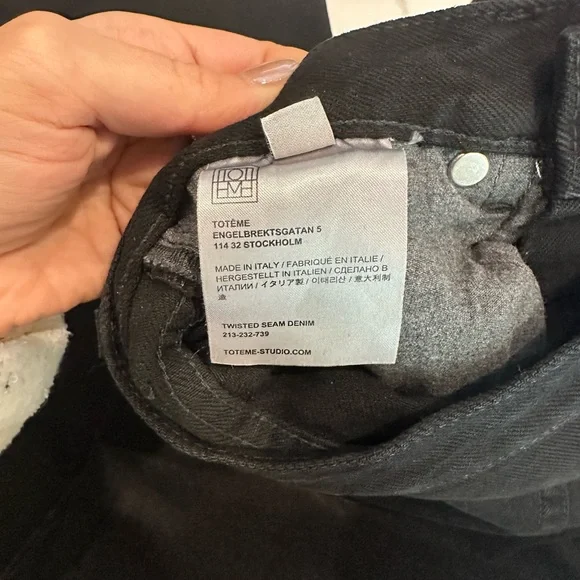 TOTEME
TOTÊME
ENGELBREKTSGATAN 5
114 32 STOCKHOLM
MADE IN ITALY / FABRIQUÉ EN ITALIE /
HERGESTELLT IN ITALIEN / СДЕЛАНО В
ИТАЛИИ / イタリア製 / 이태리산 / 意大利制
造
TWISTED SEAM DENIM
213-232-739
TOTEME-STUDIO.COM